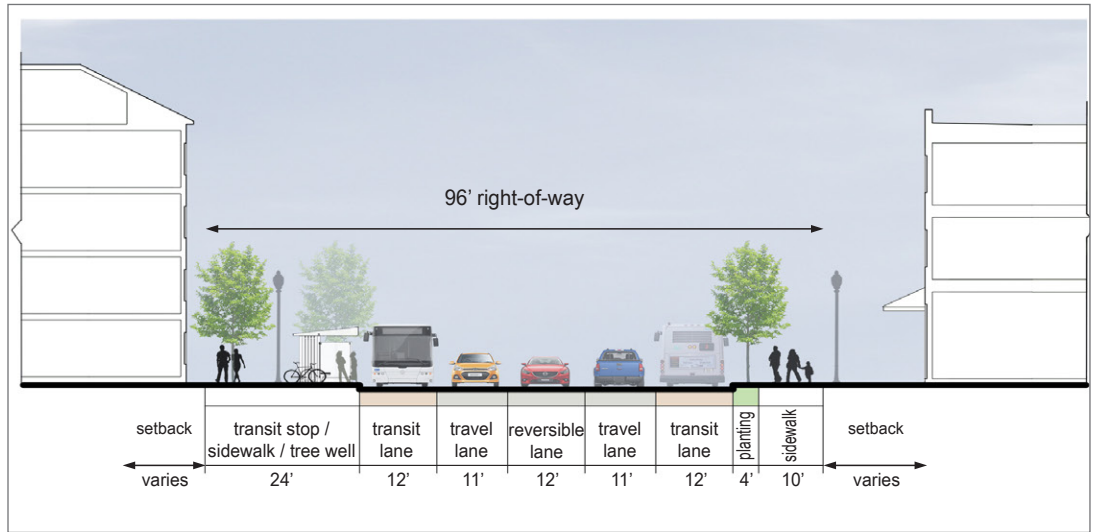 96’ right-of-way
setback
transit stop /
sidewalk / tree well
transit
lane
travel
lane
reversible
lane
travel
lane
transit
lane
planting
sidewalk
setback
varies
24’
12’
11’
12’
11’
12’
4’
10’
varies